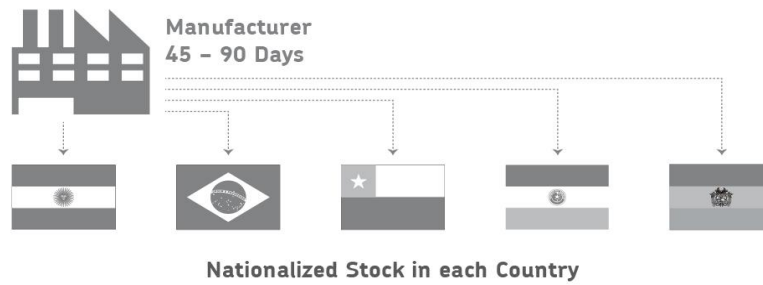 Manufacturer
45 – 90 Days
Nationalized Stock in each Country